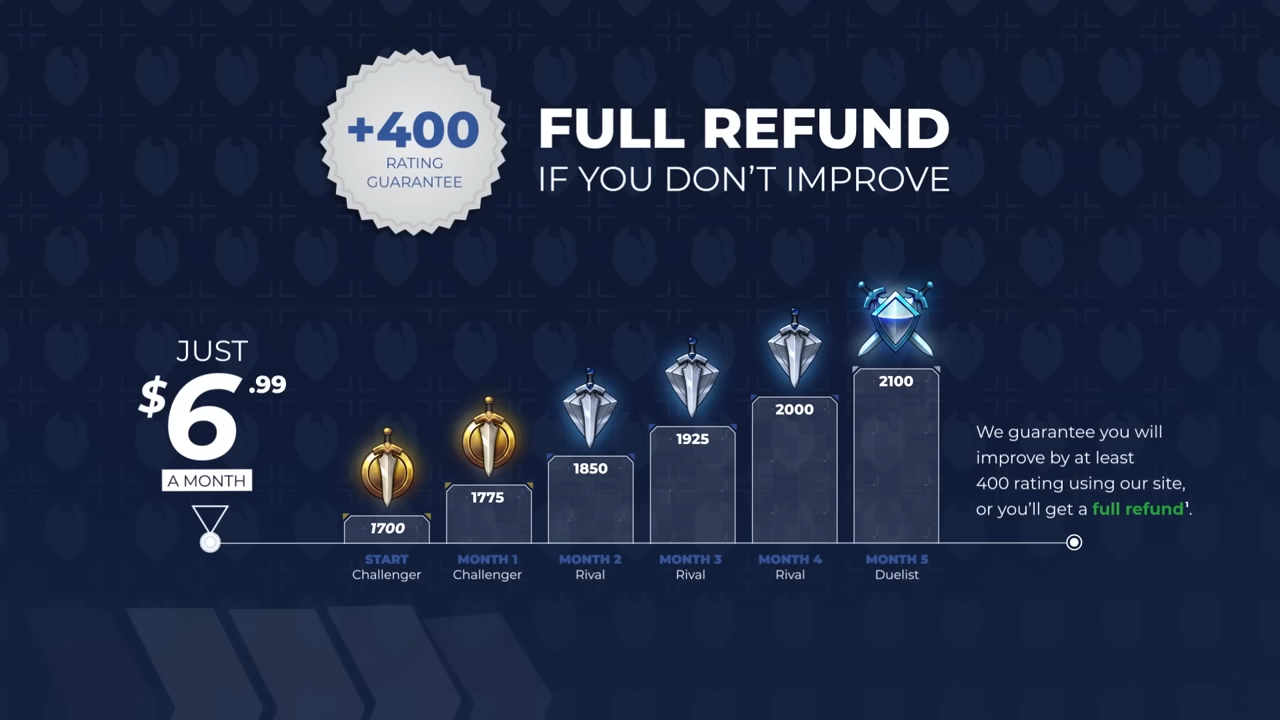 +400
RATING
GUARANTEE
FULL REFUND
IF YOU DON'T IMPROVE
JUST
$6.99
A MONTH
1700
1775
1850
1925
2000
2100
START
Challenger
MONTH 1
Challenger
MONTH 2
Rival
MONTH 3
Rival
MONTH 4
Rival
MONTH 5
Duelist
We guarantee you will
improve by at least
400 rating using our site,
or you'll get a full refund¹.